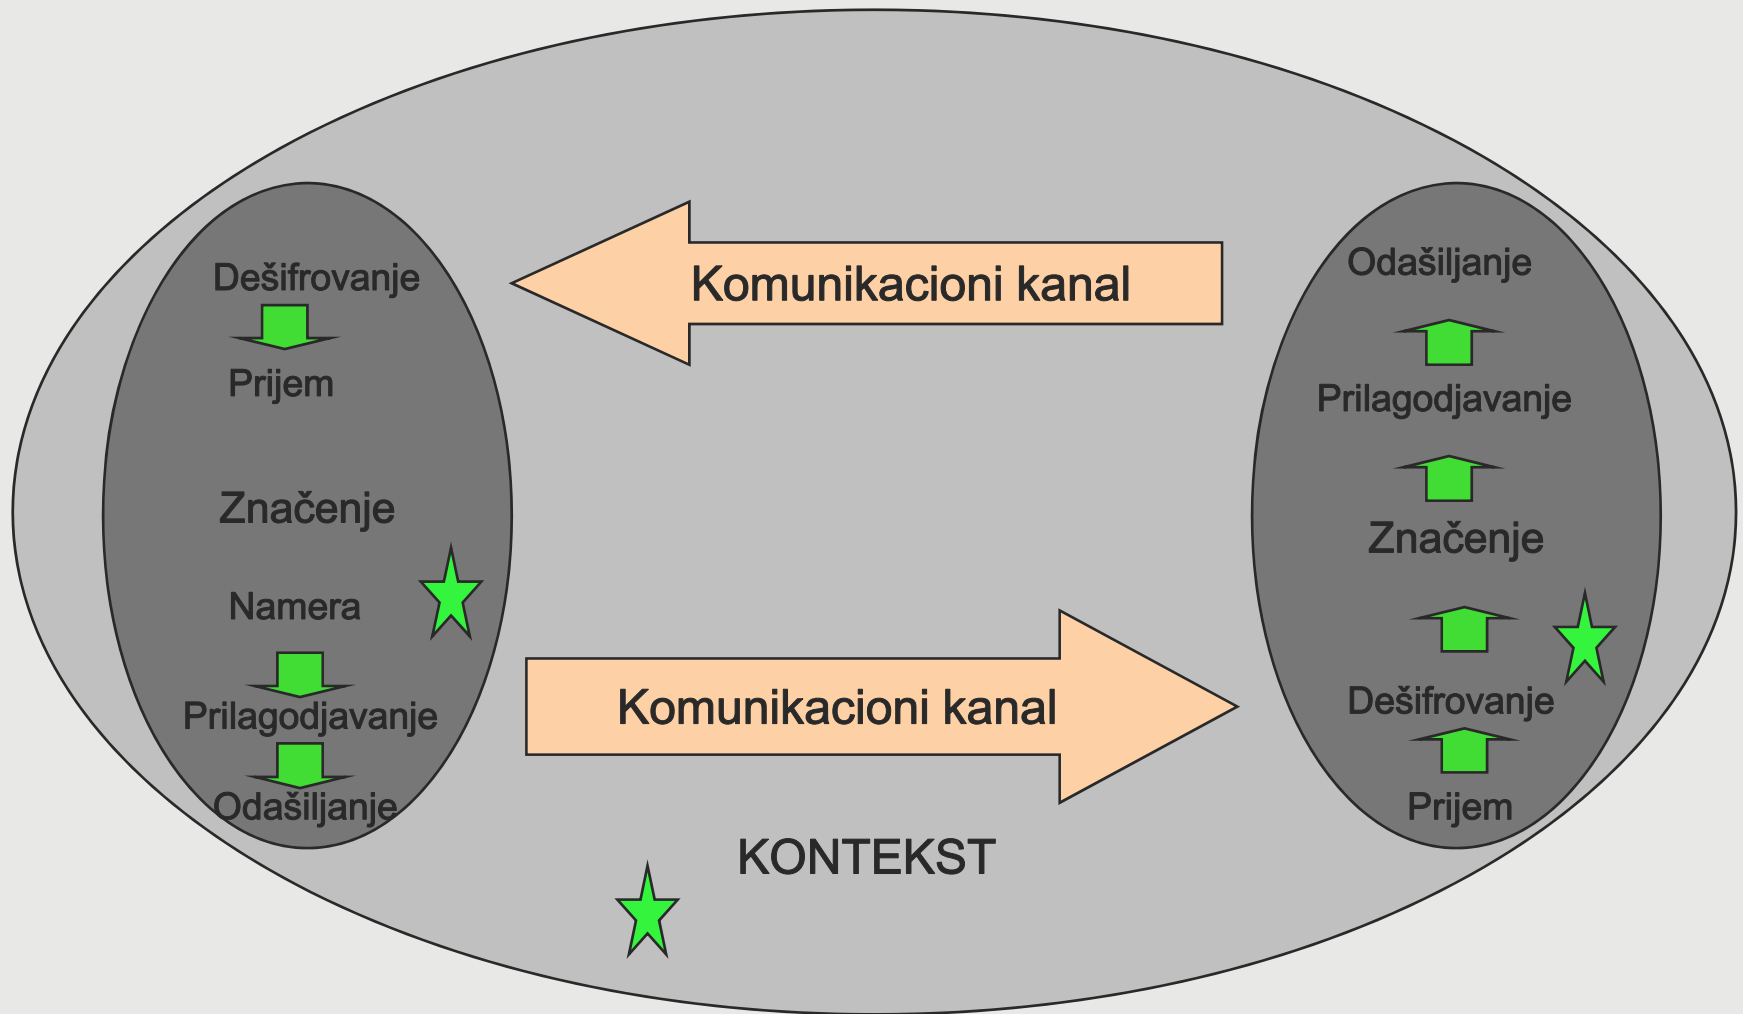 Dešifrovanje
Prijem
Značenje
Namera
Prilagodjavanje
Odašiljanje
Komunikacioni kanal
Komunikacioni kanal
KONTEKST
Odašiljanje
Prilagodjavanje
Značenje
Dešifrovanje
Prijem